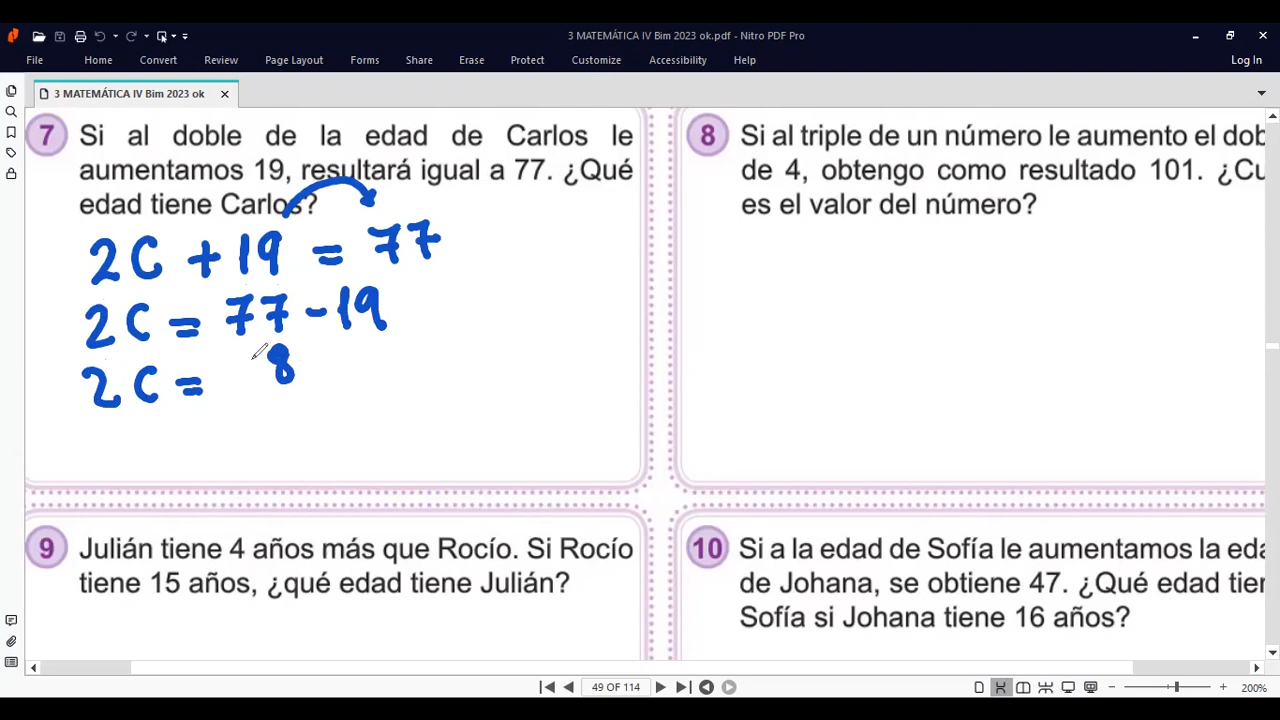 3 MATEMÁTICA IV Bim 2023 ok.pdf - Nitro PDF Pro
File Home Convert Review Page Layout Forms Share Erase Protect Customize Accessibility Help Log In
3 MATEMÁTICA IV Bim 2023 ok
7 Si al doble de la edad de Carlos le
aumentamos 19, resultará igual a 77. ¿Qué
edad tiene Carlos?
2C + 19 = 77
2C = 77 - 19
2C = 8
8 Si al triple de un número le aumento el dob
de 4, obtengo como resultado 101. ¿Cu
es el valor del número?
9 Julián tiene 4 años más que Rocío. Si Rocío
tiene 15 años, ¿qué edad tiene Julián?
10 Si a la edad de Sofía le aumentamos la eda
de Johana, se obtiene 47. ¿Qué edad tien
Sofía si Johana tiene 16 años?
49 OF 114
200%